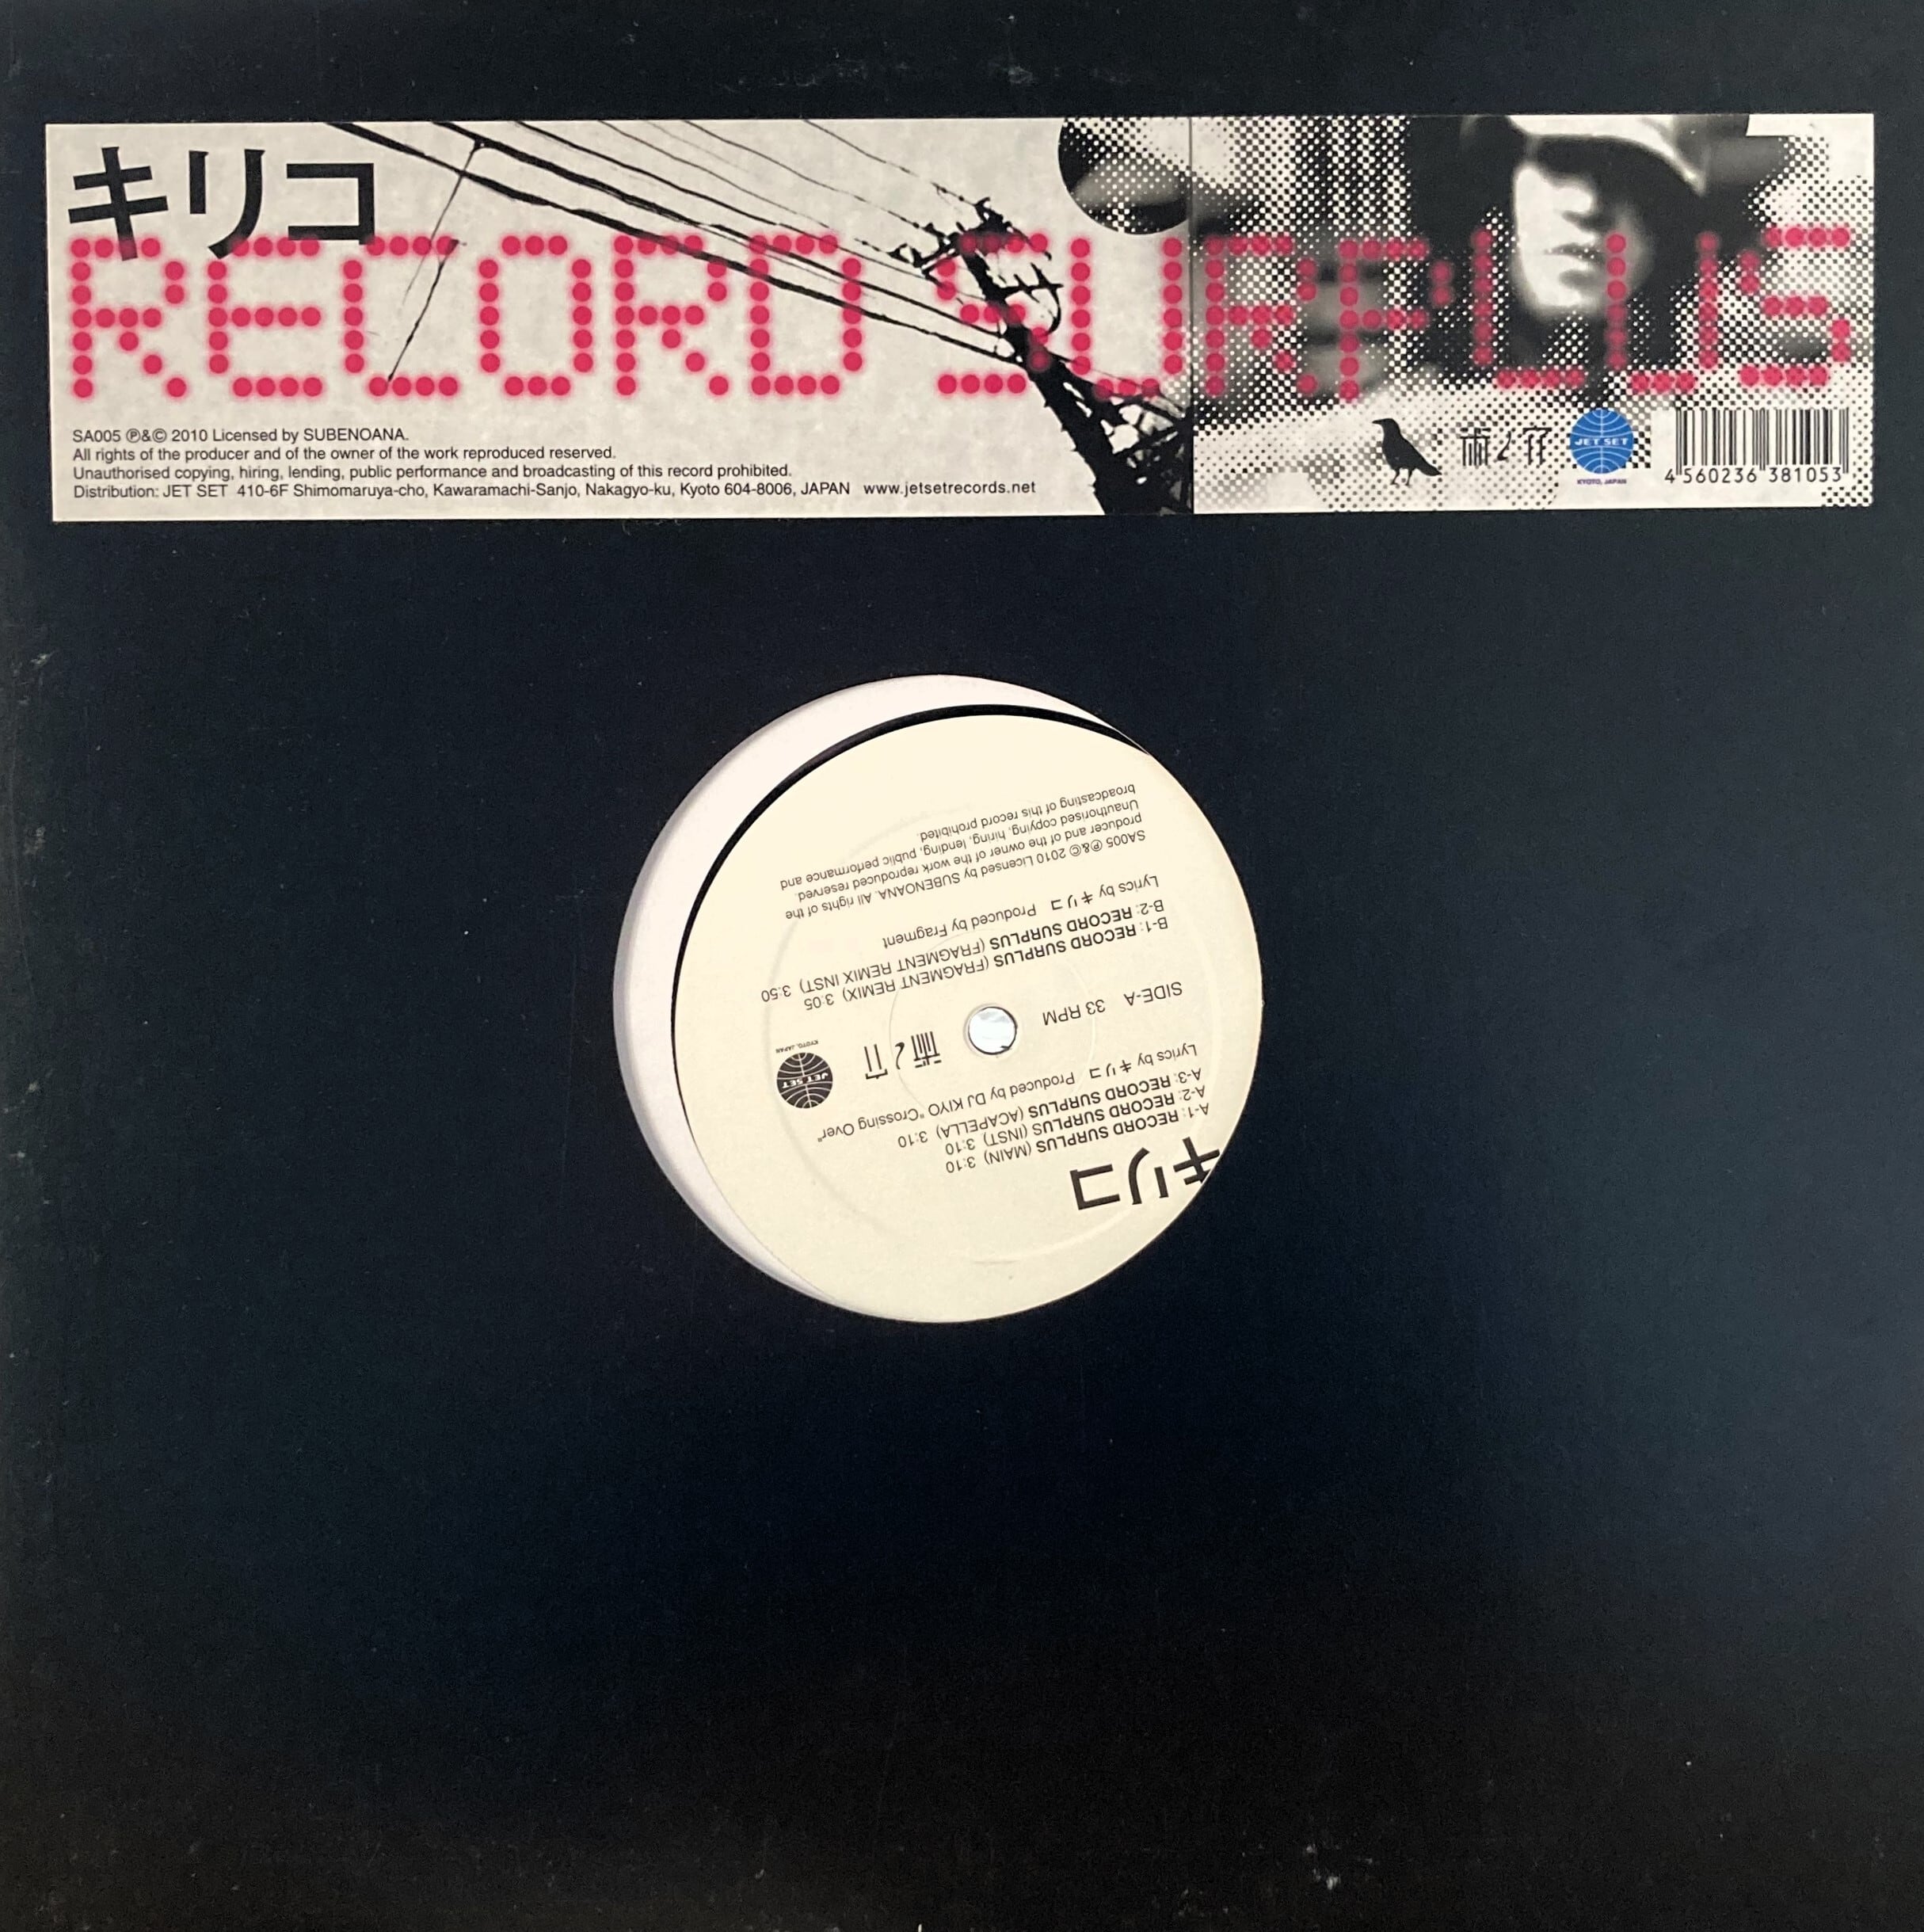 キリコ
RECORD SURPLUS
SA005 ℗&© 2010 Licensed by SUBENOANA.
All rights of the producer and of the owner of the work reproduced reserved.
Unauthorised copying, hiring, lending, public performance and broadcasting of this record prohibited.
Distribution: JET SET 410-6F Shimomaruya-cho, Kawaramachi-Sanjo, Nakagyo-ku, Kyoto 604-8006, JAPAN www.jetsetrecords.net
JET SET
KYOTO, JAPAN
4 560236 381053
キリコ
A-1: RECORD SURPLUS (MAIN) 3:10
A-2: RECORD SURPLUS (INST) 3:10
A-3: RECORD SURPLUS (ACAPELLA) 3:10
Lyrics by キリコ Produced by DJ KIYO "Crossing Over"
SIDE-A 33 RPM
JET SET
KYOTO, JAPAN
B-1: RECORD SURPLUS (FRAGMENT REMIX) 3:05
B-2: RECORD SURPLUS (FRAGMENT REMIX INST) 3:50
Lyrics by キリコ Produced by Fragment
SA005 ℗&© 2010 Licensed by SUBENOANA. All rights of the
producer and of the owner of the work reproduced reserved.
Unauthorised copying, hiring, lending, public performance and
broadcasting of this record prohibited.